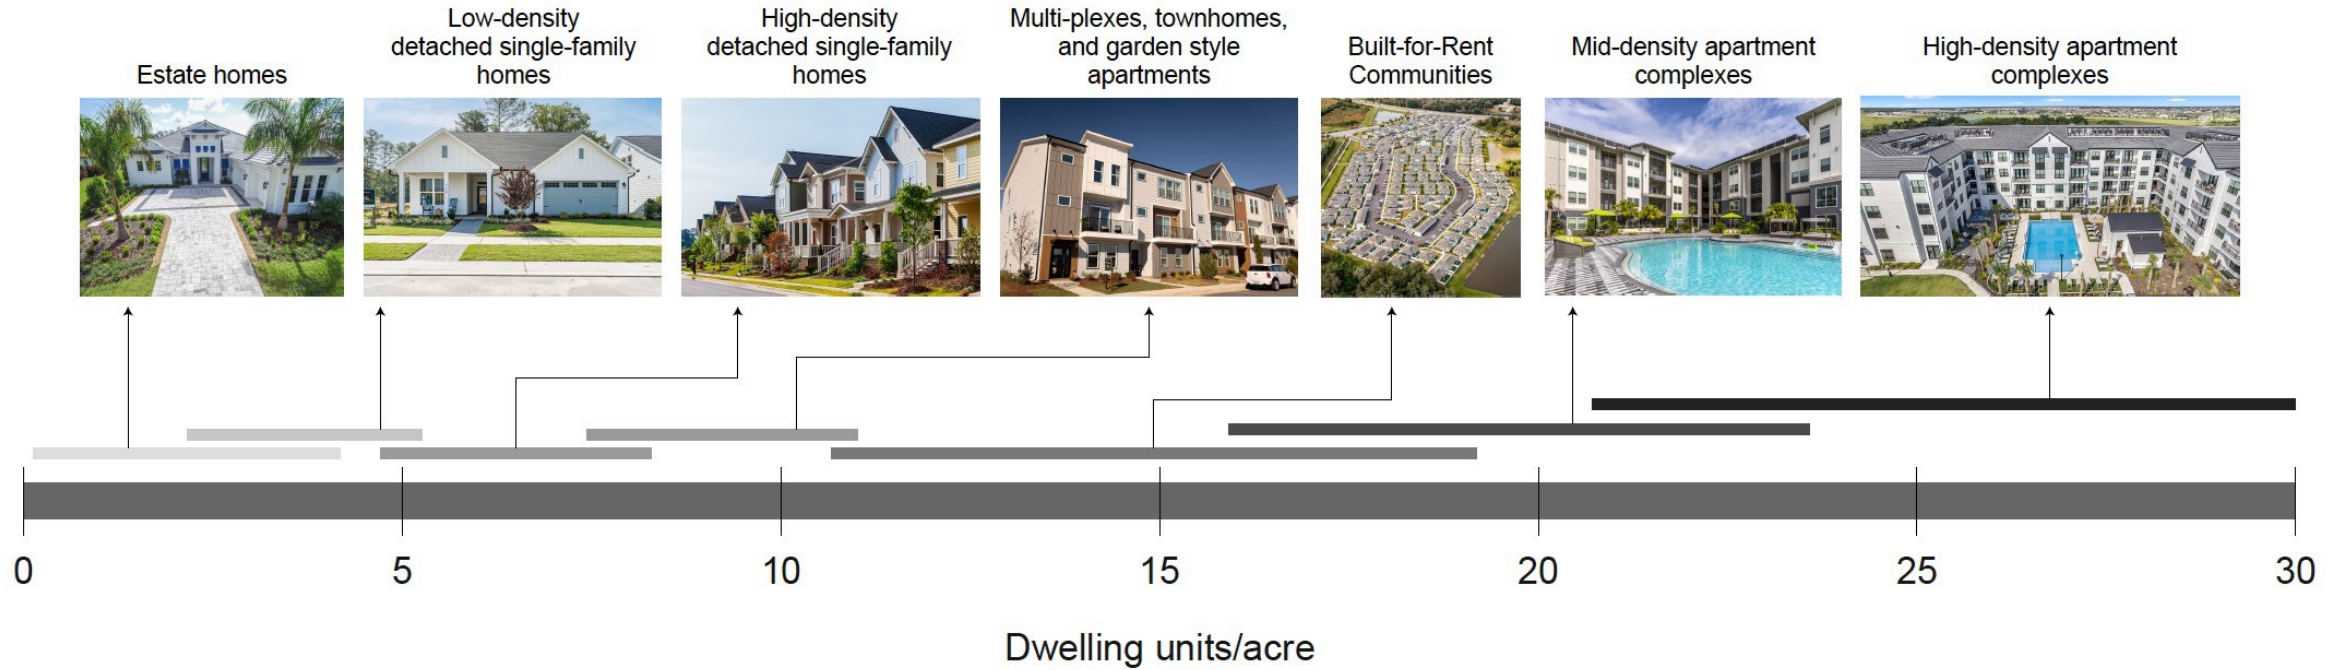 Estate homes
Low-density
detached single-family
homes
High-density
detached single-family
homes
Multi-plexes, townhomes,
and garden style
apartments
Built-for-Rent
Communities
Mid-density apartment
complexes
High-density apartment
complexes
0 5 10 15 20 25 30
Dwelling units/acre